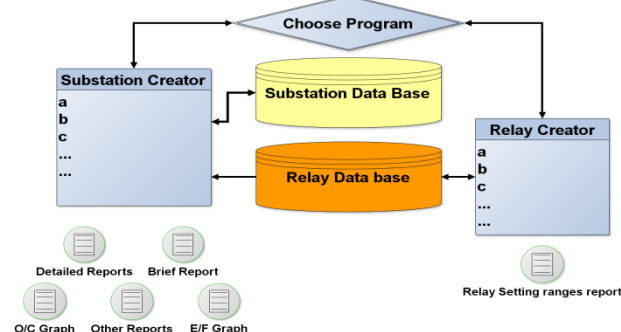 Choose Program
Substation Creator
a
b
c
...
...
Substation Data Base
Relay Data base
Relay Creator
a
b
c
...
...
Detailed Reports
Brief Report
O/C Graph
Other Reports
E/F Graph
Relay Setting ranges report